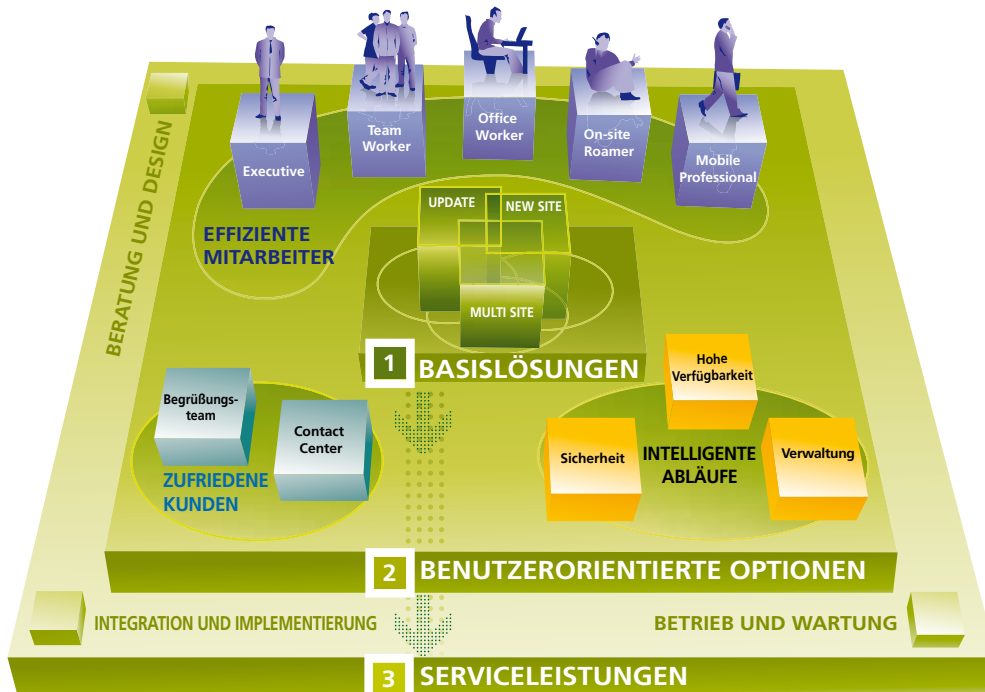 Executive
Team
Worker
Office
Worker
On-site
Roamer
Mobile
Professional
BERATUNG UND DESIGN
EFFIZIENTE
MITARBEITER
UPDATE
NEW SITE
MULTI SITE
1 BASISLÖSUNGEN
Begrüßungs-
team
Contact
Center
ZUFRIEDENE
KUNDEN
Hohe
Verfügbarkeit
Sicherheit
INTELLIGENTE
ABLÄUFE
Verwaltung
2 BENUTZERORIENTIERTE OPTIONEN
INTEGRATION UND IMPLEMENTIERUNG
BETRIEB UND WARTUNG
3 SERVICELEISTUNGEN